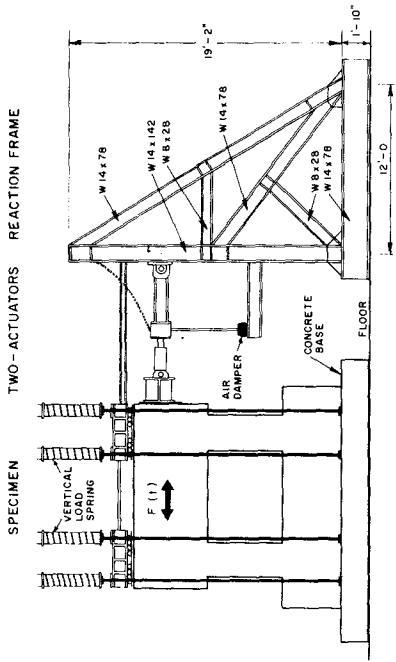 SPECIMEN
TWO-ACTUATORS
REACTION FRAME
VERTICAL
LOAD
SPRING
F(t)
AIR
DAMPER
CONCRETE
BASE
FLOOR
W14x78
W14x142
W8x28
W14x78
W8x28
W14x78
19'-2"
1'-10"
12'-0